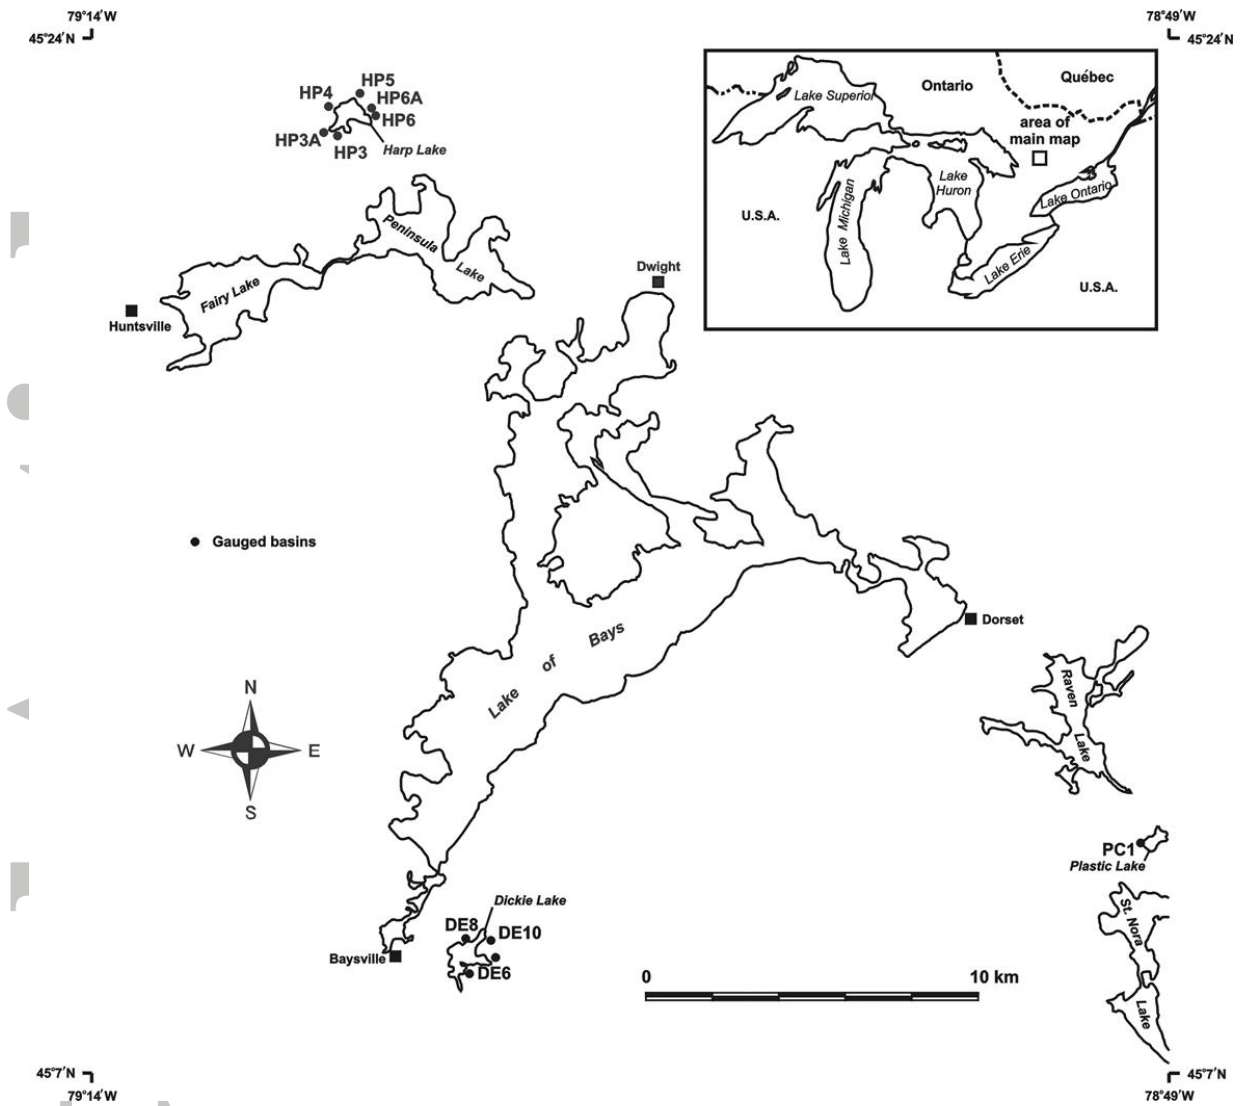 79°14′W
45°24′N
78°49′W
45°24′N
HP5
HP4
HP6A
HP6
HP3A
HP3
Harp Lake
Ontario
Québec
Lake Superior
area of
main map
Lake
Huron
Lake Michigan
Lake Ontario
U.S.A.
Lake Erie
U.S.A.
Peninsula
Lake
Fairy Lake
Dwight
Huntsville
Gauged basins
Lake of Bays
Dorset
Raven
Lake
N
W
E
S
PC1
Plastic Lake
St. Nora
Lake
Dickie Lake
DE8
DE10
DE6
Baysville
0
10 km
45°7′N
79°14′W
45°7′N
78°49′W